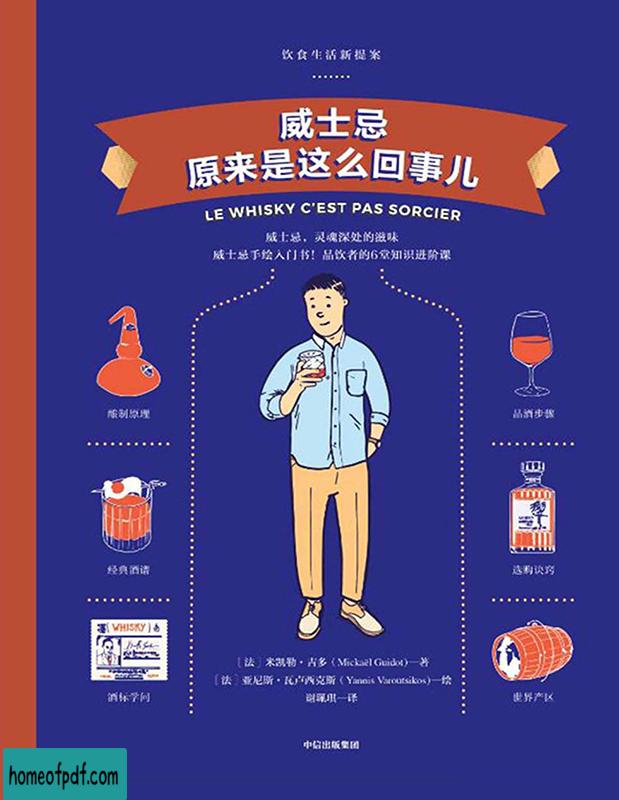 饮食生活新提案
威士忌
原来是这么回事儿
LE WHISKY C'EST PAS SORCIER
威士忌，灵魂深处的滋味
威士忌手绘入门书！品饮者的6堂知识进阶课
酿制原理
品酒步骤
经典酒谱
选购诀窍
WHISKY
酒标学问
世界产区
［法］米凯勒·吉多（Mickaël Guidot）—著
［法］亚尼斯·瓦卢西克斯（Yannis Varoutsikos）—绘
谢珮琪—译
中信出版集团
homeofpdf.com